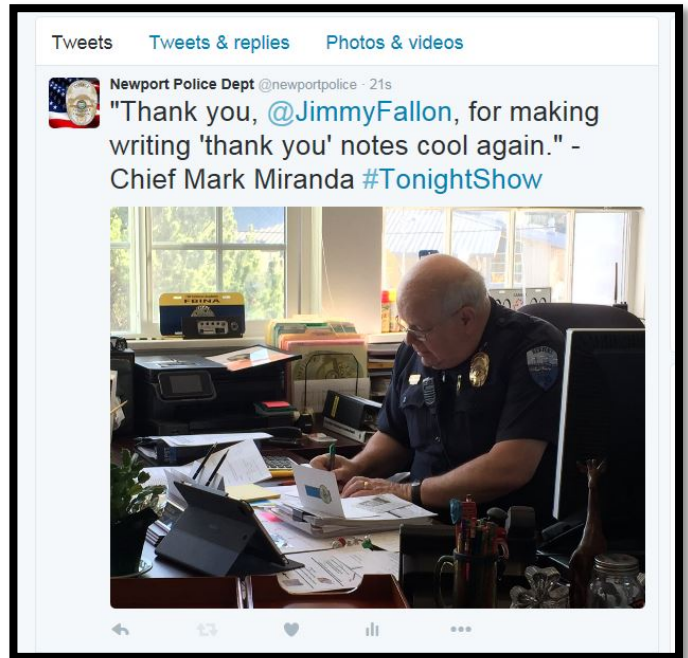 Tweets Tweets & replies Photos & videos
Newport Police Dept @newportpolice · 21s
"Thank you, @JimmyFallon, for making
writing 'thank you' notes cool again." -
Chief Mark Miranda #TonightShow
FBINA